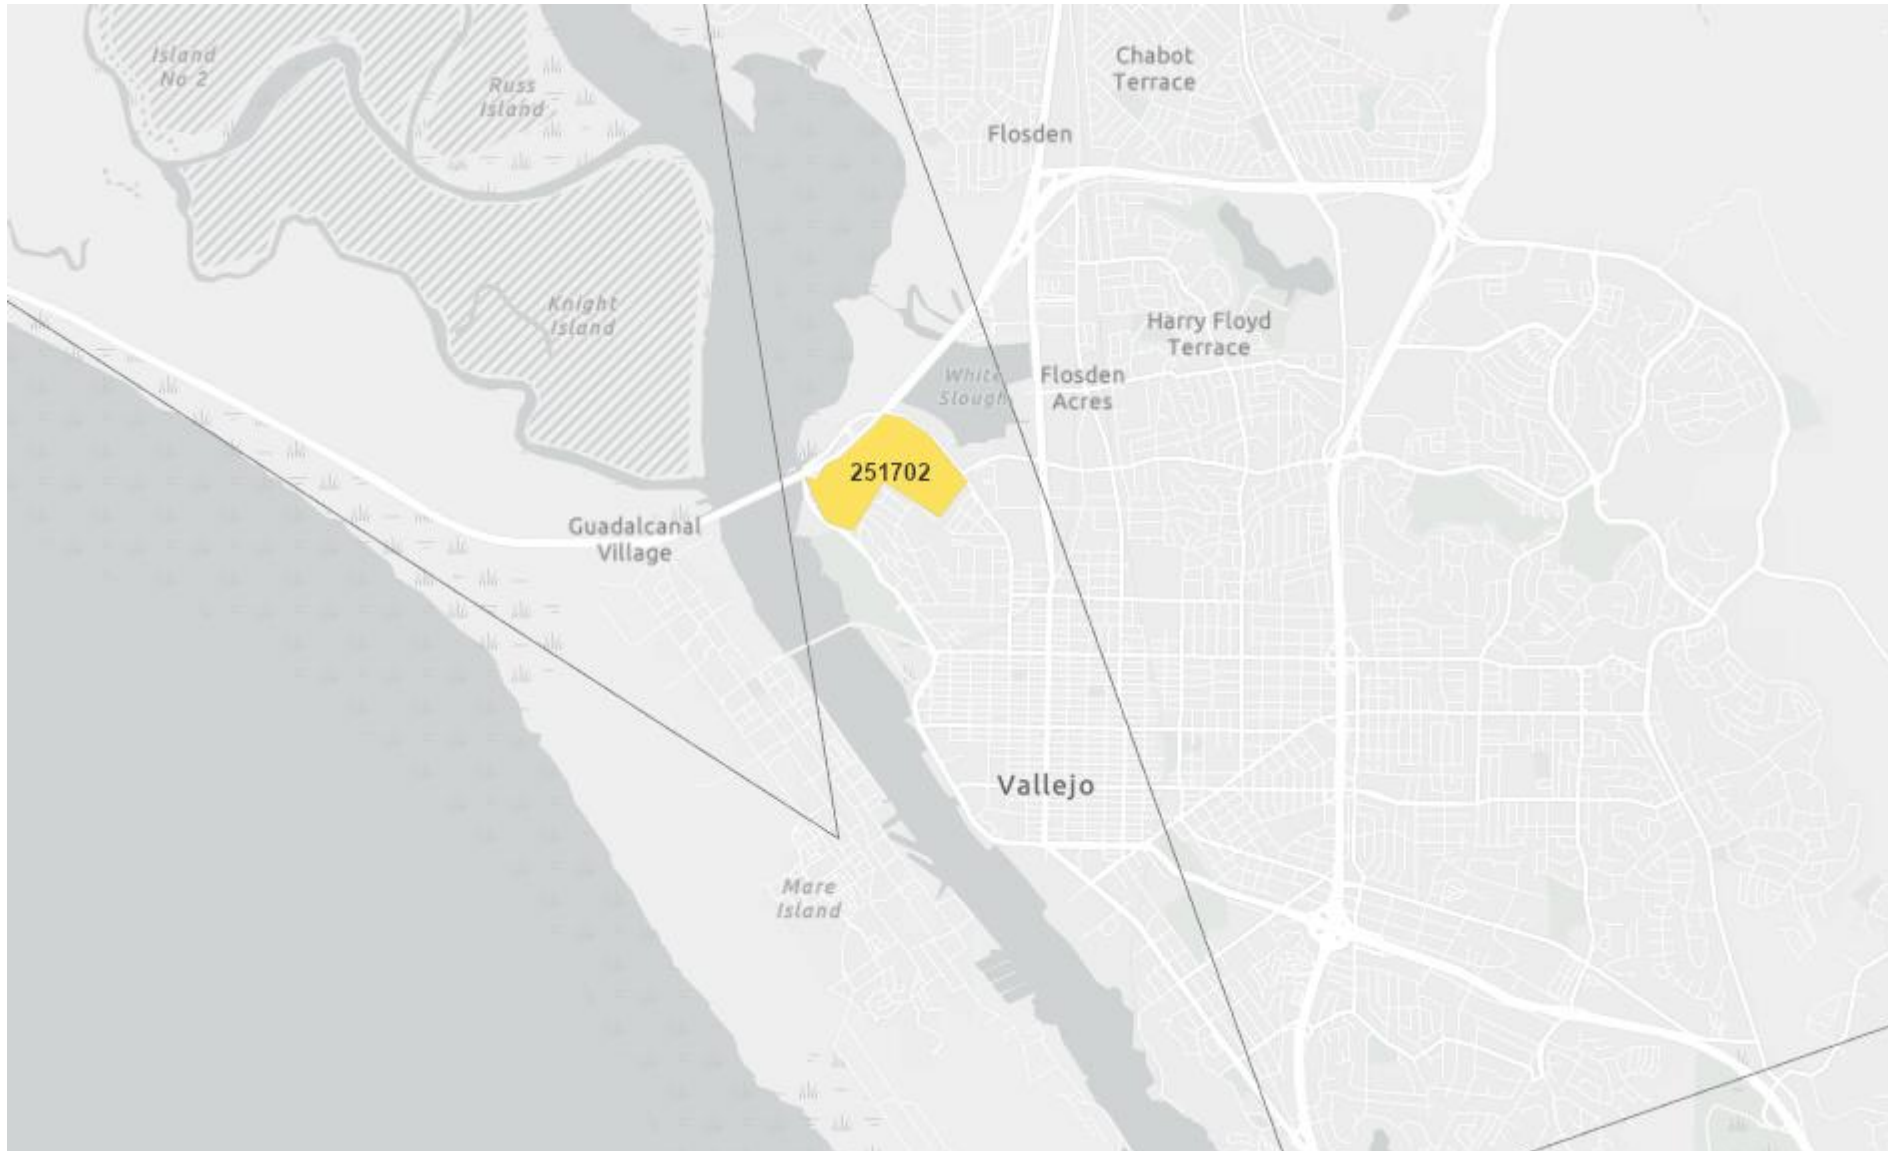 Island
No 2
Russ
Island
Chabot
Terrace
Flosden
Knight
Island
Harry Floyd
Terrace
White
Slough
Flosden
Acres
251702
Guadalcanal
Village
Vallejo
Mare
Island